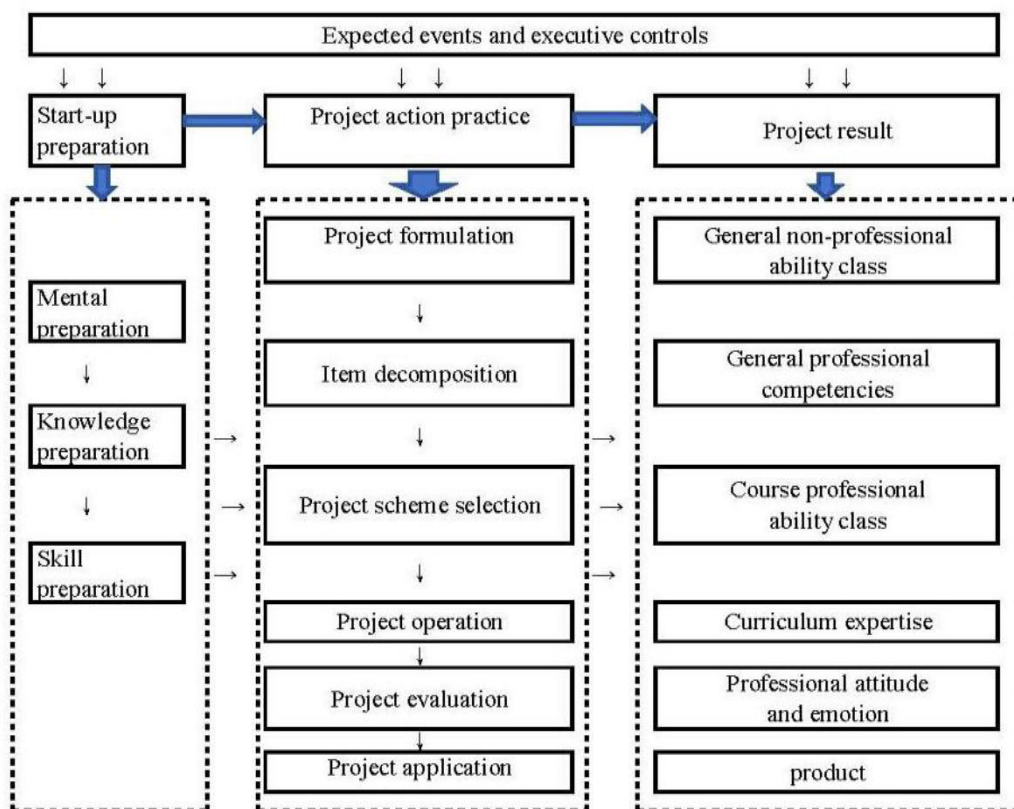 Expected events and executive controls
Start-up
preparation
Project action practice
Project result
Mental
preparation
Knowledge
preparation
Skill
preparation
Project formulation
Item decomposition
Project scheme selection
Project operation
Project evaluation
Project application
General non-professional
ability class
General professional
competencies
Course professional
ability class
Curriculum expertise
Professional attitude
and emotion
product